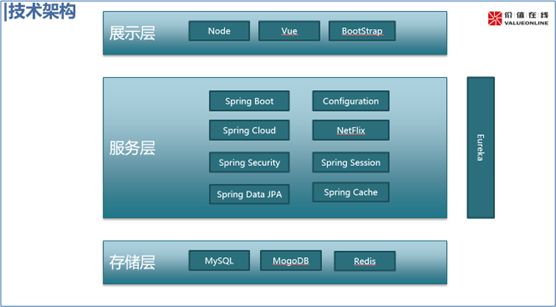 技术架构
价值在线
VALUEONLINE
展示层
Node
Vue
BootStrap
服务层
Spring Boot
Configuration
Spring Cloud
NetFlix
Spring Security
Spring Session
Spring Data JPA
Spring Cache
Eureka
存储层
MySQL
MogoDB
Redis